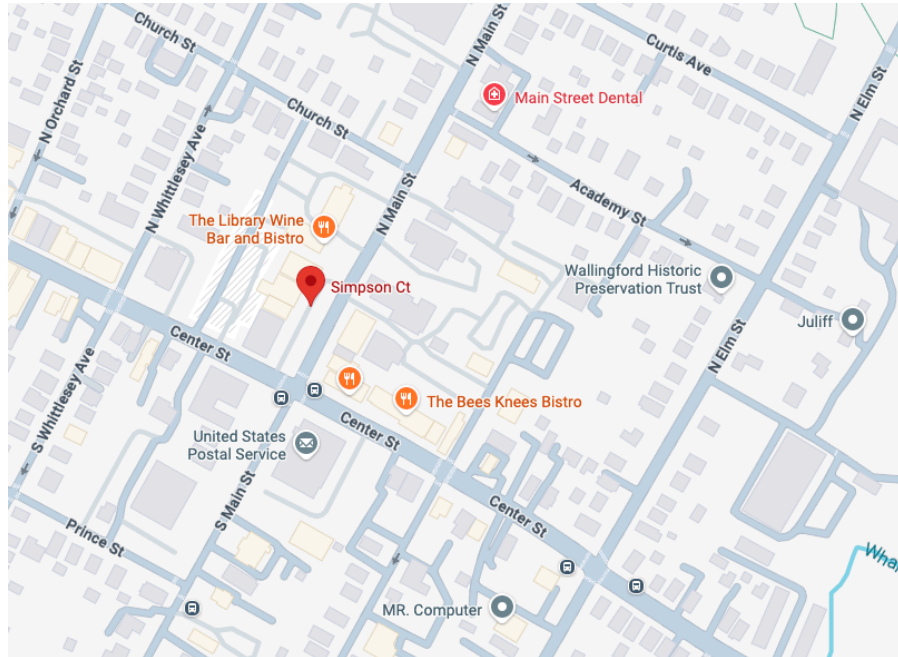 Church St
N Main St
Curtis Ave
N Elm St
N Orchard St
Main Street Dental
Church St
N Whittlesey Ave
Academy St
N Main St
The Library Wine
Bar and Bistro
Wallingford Historic
Preservation Trust
Simpson Ct
Juliff
Center St
N Elm St
S Whittlesey Ave
The Bees Knees Bistro
Center St
United States
Postal Service
S Main St
Center St
Prince St
Wha
MR. Computer